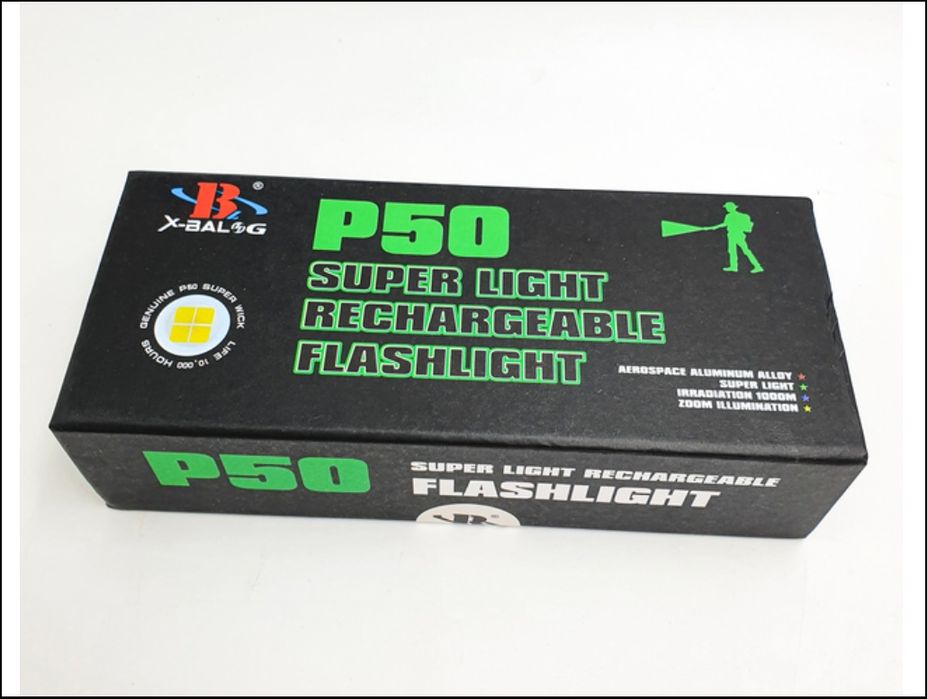 B
X-BALOG
®
P50
SUPER LIGHT
RECHARGEABLE
FLASHLIGHT
GENUINE P50 SUPER WICK
LIFE 10,000 HOURS
AEROSPACE ALUMINUM ALLOY
SUPER LIGHT
IRRADIATION 1000M
ZOOM ILLUMINATION
P50
SUPER LIGHT RECHARGEABLE
FLASHLIGHT
B
®